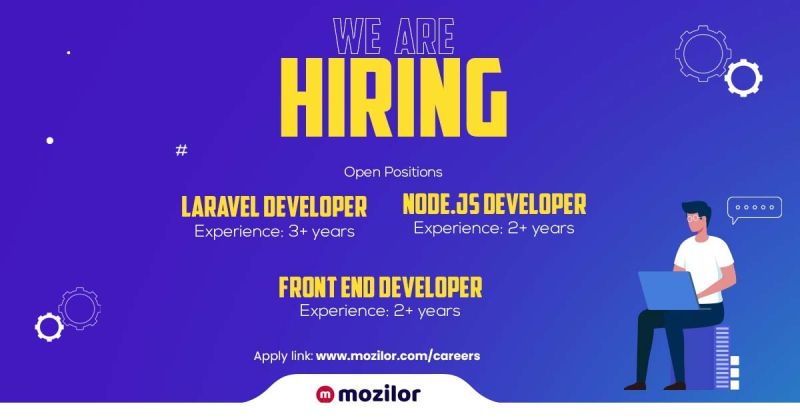 WE ARE
HIRING
#
Open Positions
LARAVEL DEVELOPER
Experience: 3+ years
NODE.JS DEVELOPER
Experience: 2+ years
FRONT END DEVELOPER
Experience: 2+ years
Apply link: www.mozilor.com/careers
m mozilor